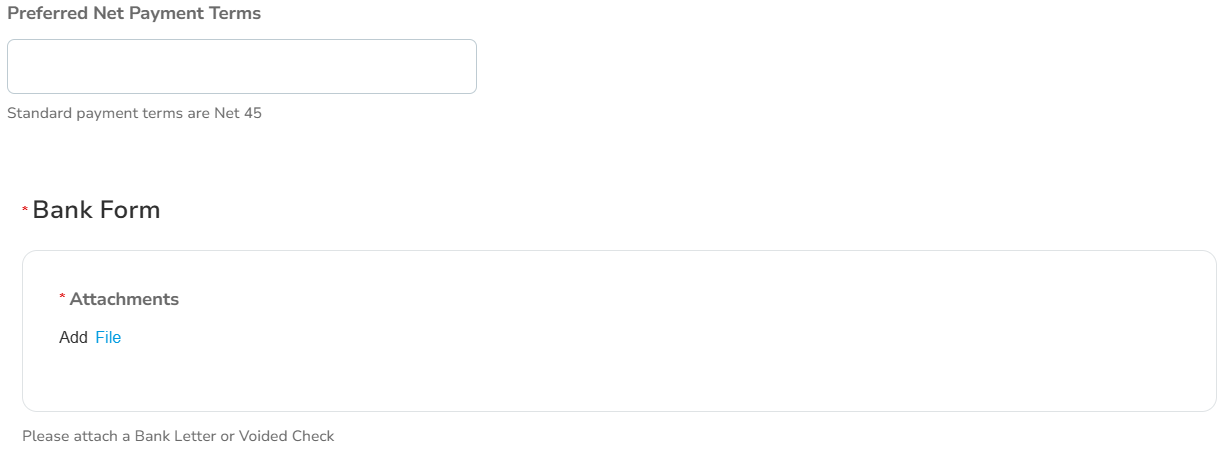 Preferred Net Payment Terms
Standard payment terms are Net 45
* Bank Form
* Attachments
Add File
Please attach a Bank Letter or Voided Check